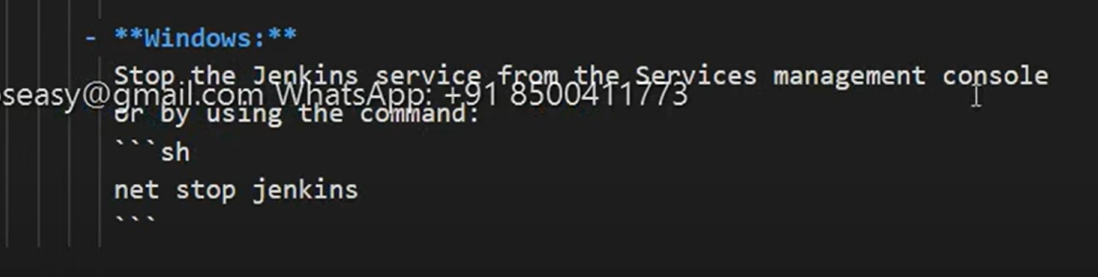 - **Windows:**
Stop the Jenkins service from the Services management console
seasy@gmail.com WhatsApp: +91 8500411773
or by using the command:
```sh
net stop jenkins
```